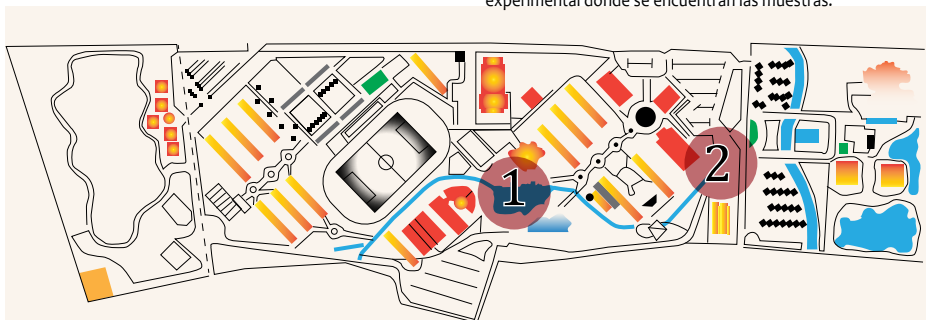 experimental donde se encuentran las muestras.
1
2